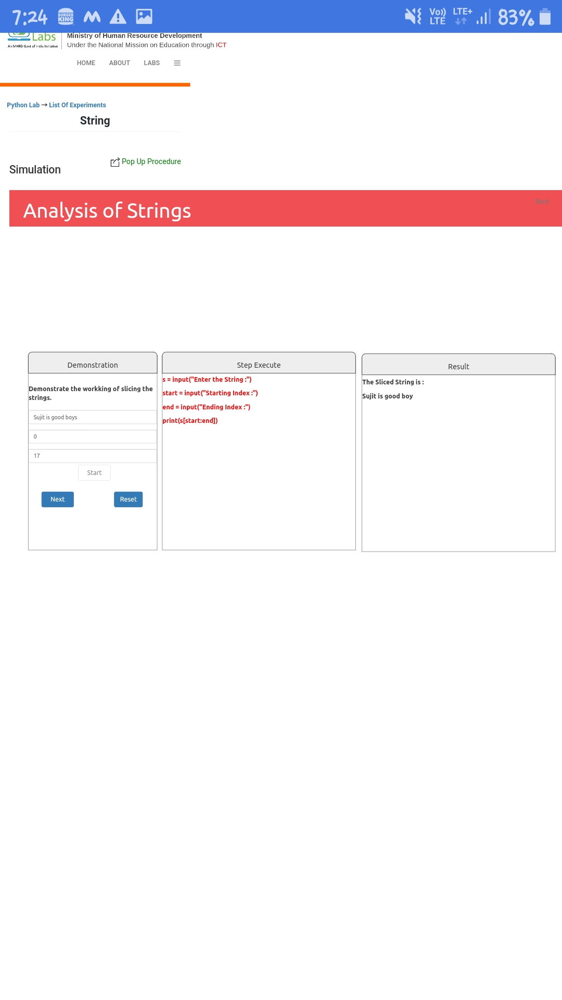 7:24 BURGER KING Vo)) LTE LTE+ 83%
Labs
An MHRD Govt of India Initiative
Ministry of Human Resource Development
Under the National Mission on Education through ICT
HOME ABOUT LABS
Python Lab → List Of Experiments
String
Pop Up Procedure
Simulation
Back
Analysis of Strings
Demonstration
Demonstrate the workking of slicing the
strings.
Sujit is good boys
0
17
Start
Next Reset
Step Execute
s = input("Enter the String :")
start = input("Starting Index :")
end = input("Ending Index :")
print(s[start:end])
Result
The Sliced String is :
Sujit is good boy